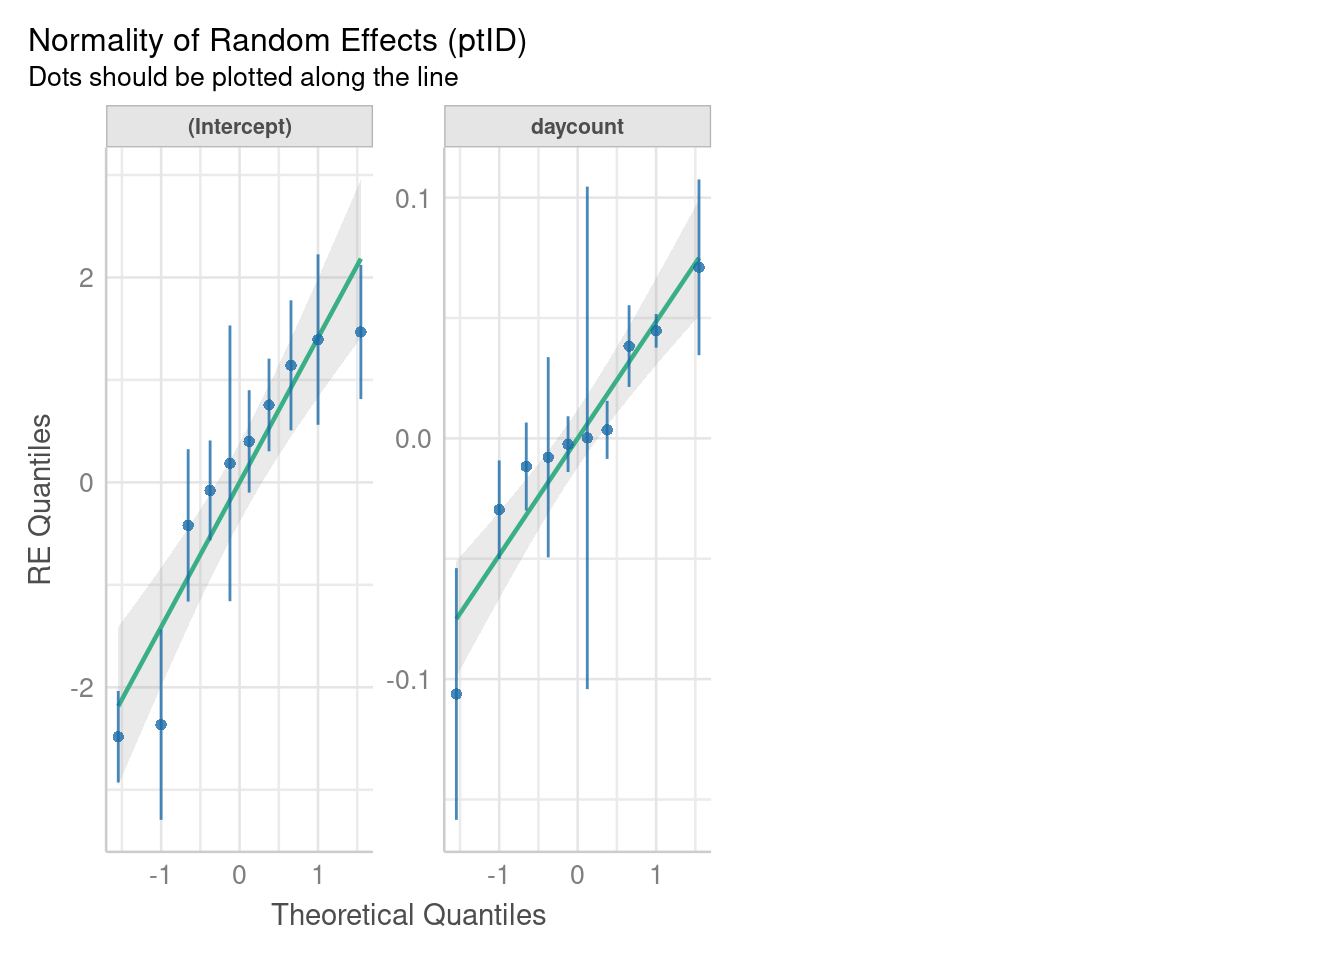 Normality of Random Effects (ptID)
Dots should be plotted along the line
(Intercept)
daycount
RE Quantiles
2
0
-2
0.1
0.0
-0.1
-1 0 1
-1 0 1
Theoretical Quantiles